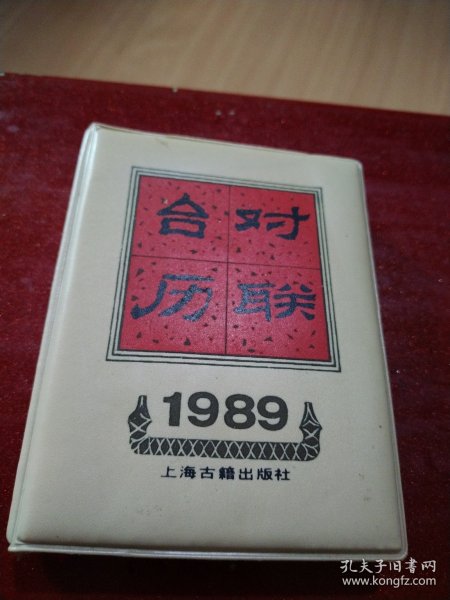 对联
台历
1989
上海古籍出版社
孔夫子旧书网
www.kongfz.com